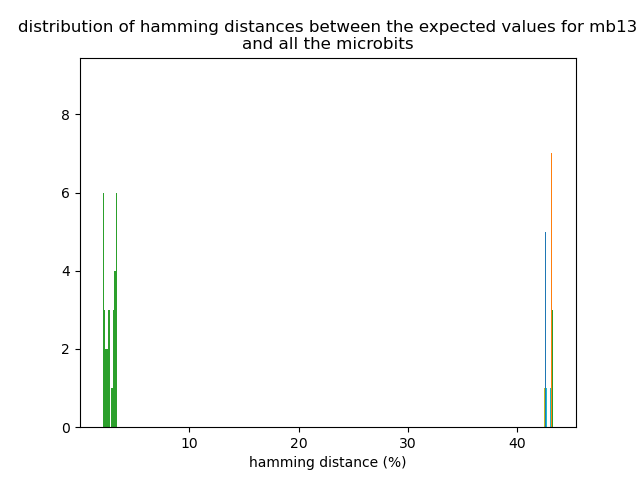 distribution of hamming distances between the expected values for mb13
and all the microbits
8
6
4
2
0
10 20 30 40
hamming distance (%)